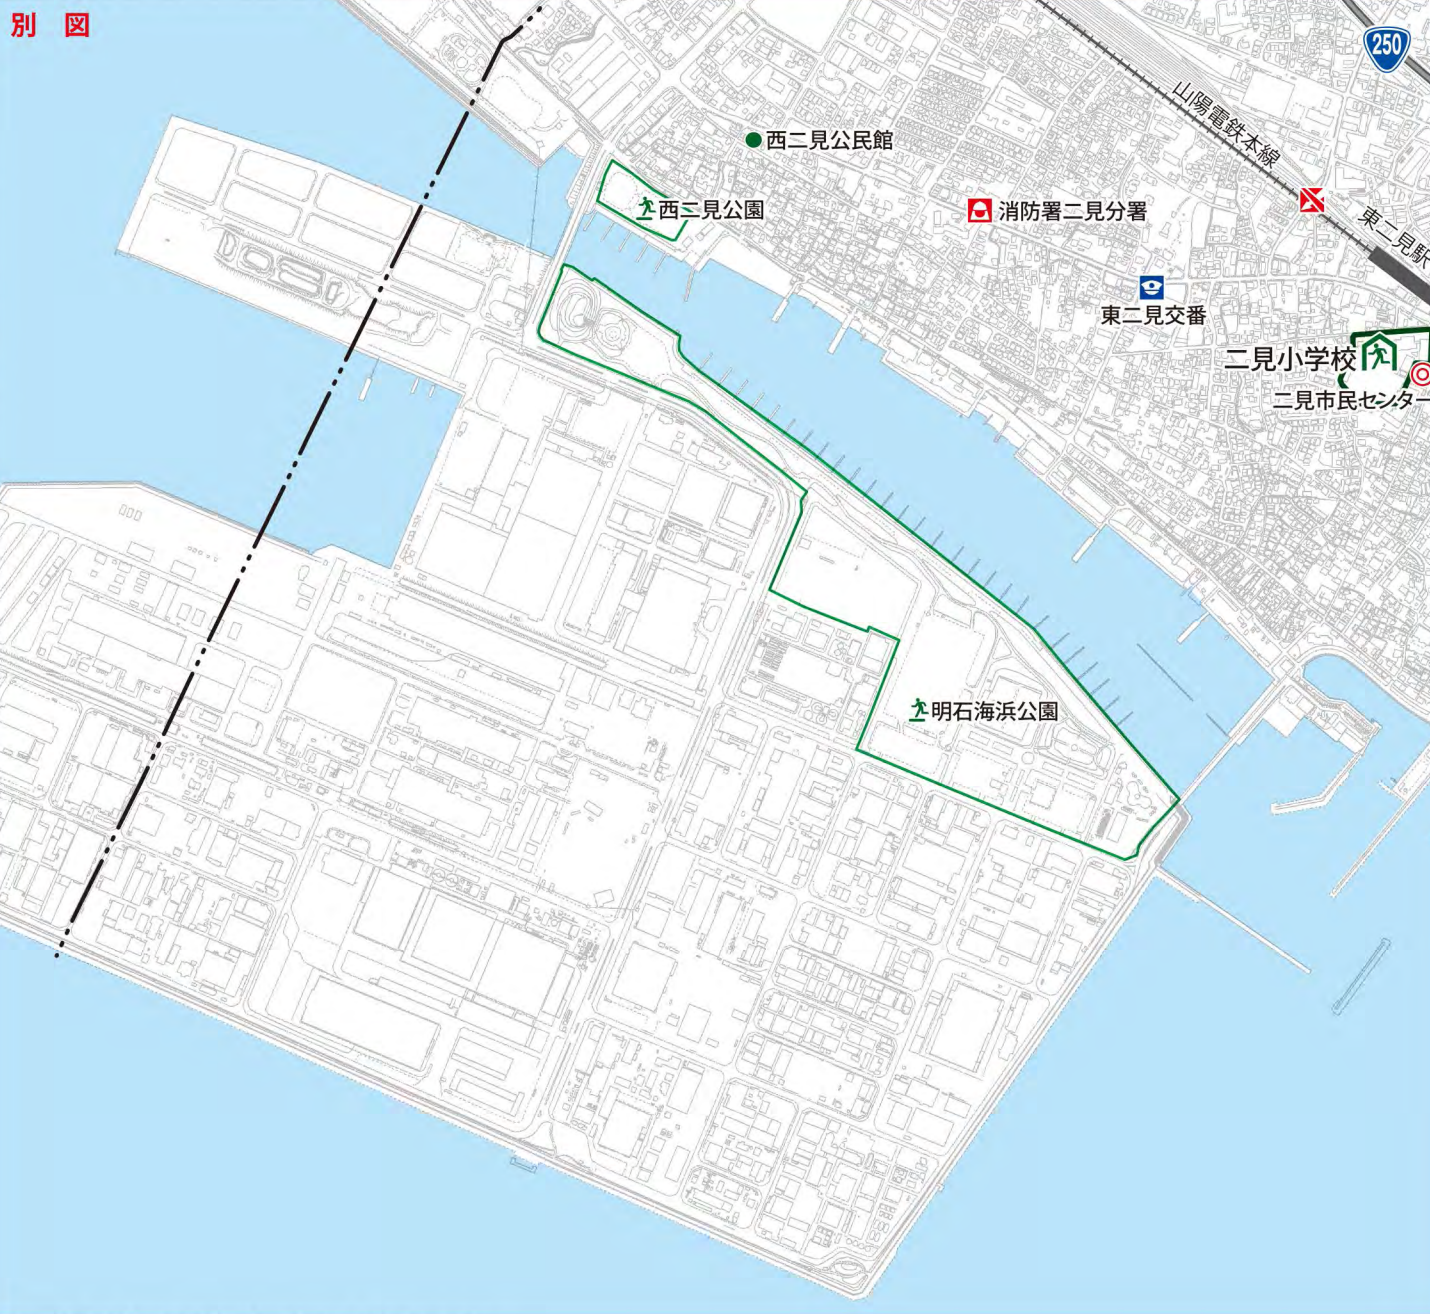 別 図
250
山陽電鉄本線
西二見公民館
西二見公園
消防署二見分署
東二見駅
東二見交番
二見小学校
二見市民センター
明石海浜公園